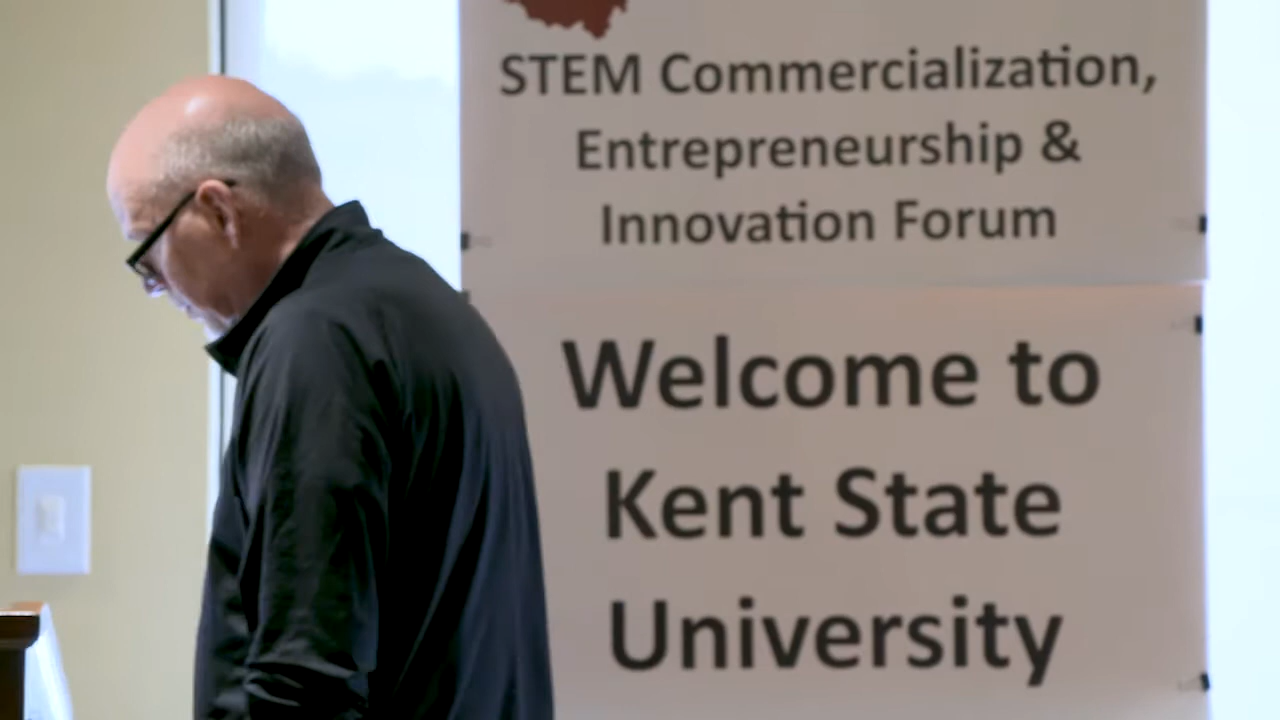 STEM Commercialization,
Entrepreneurship &
Innovation Forum
Welcome to
Kent State
University